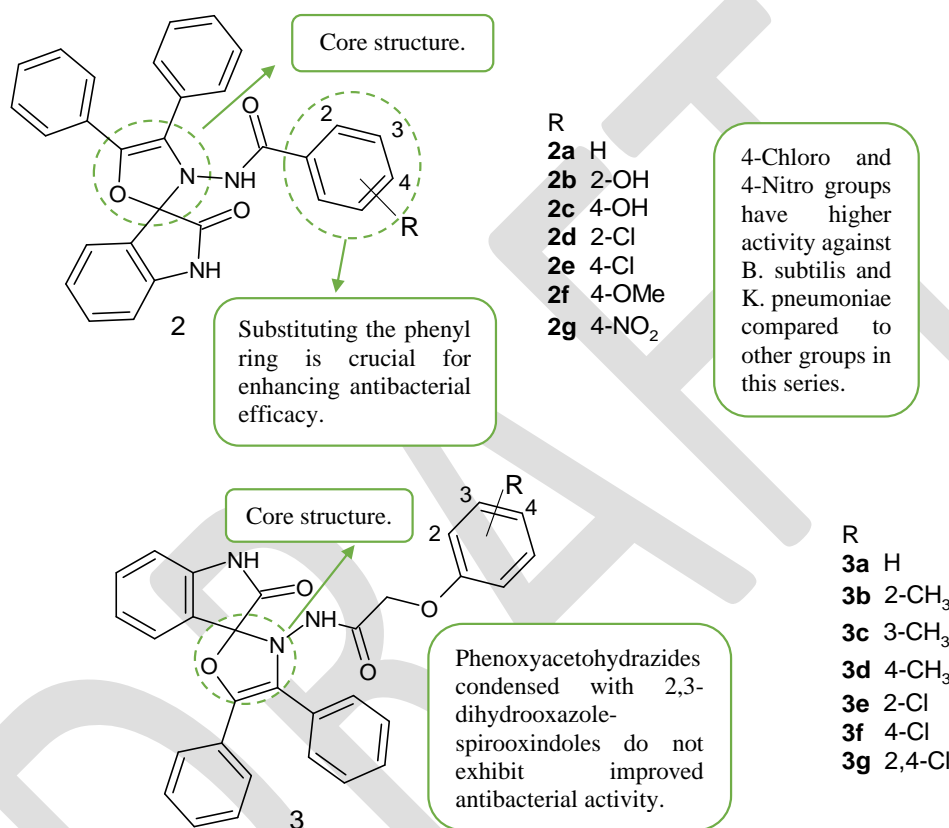 Core structure.
O
N
NH
O
O
NH
2
3
4
R
2
R
2a H
2b 2-OH
2c 4-OH
2d 2-Cl
2e 4-Cl
2f 4-OMe
2g 4-NO2
4-Chloro and
4-Nitro groups
have higher
activity against
B. subtilis and
K. pneumoniae
compared to
other groups in
this series.
Substituting the phenyl
ring is crucial for
enhancing antibacterial
efficacy.
Core structure.
NH
O
O
N
NH
O
O
2
3
4
R
3
Phenoxyacetohydrazides
condensed with 2,3-
dihydrooxazole-
spirooxindoles do not
exhibit improved
antibacterial activity.
R
3a H
3b 2-CH3
3c 3-CH3
3d 4-CH3
3e 2-Cl
3f 4-Cl
3g 2,4-Cl
DRAFT